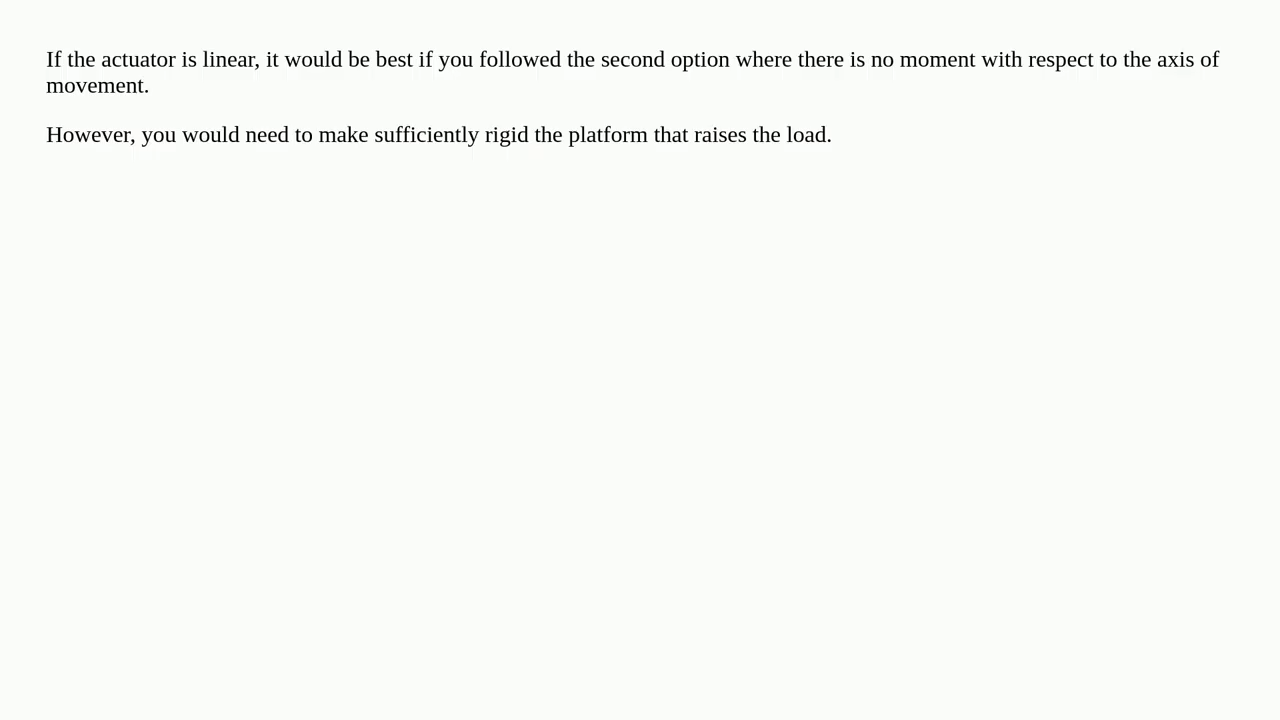 If the actuator is linear, it would be best if you followed the second option where there is no moment with respect to the axis of
movement.
However, you would need to make sufficiently rigid the platform that raises the load.